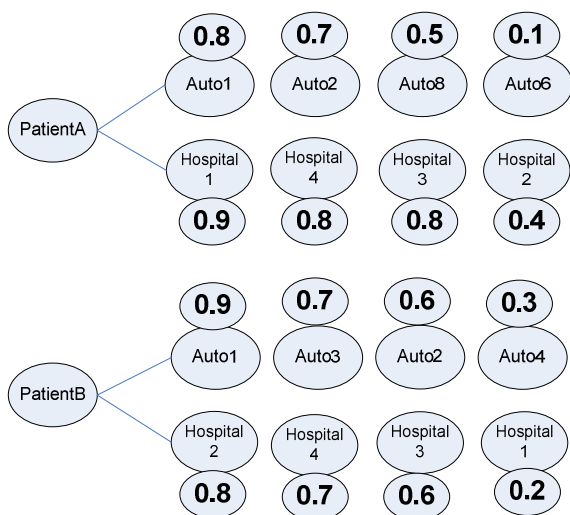 0.8 0.7 0.5 0.1
Auto1 Auto2 Auto8 Auto6
PatientA
Hospital Hospital Hospital Hospital
1 4 3 2
0.9 0.8 0.8 0.4
0.9 0.7 0.6 0.3
Auto1 Auto3 Auto2 Auto4
PatientB
Hospital Hospital Hospital Hospital
2 4 3 1
0.8 0.7 0.6 0.2